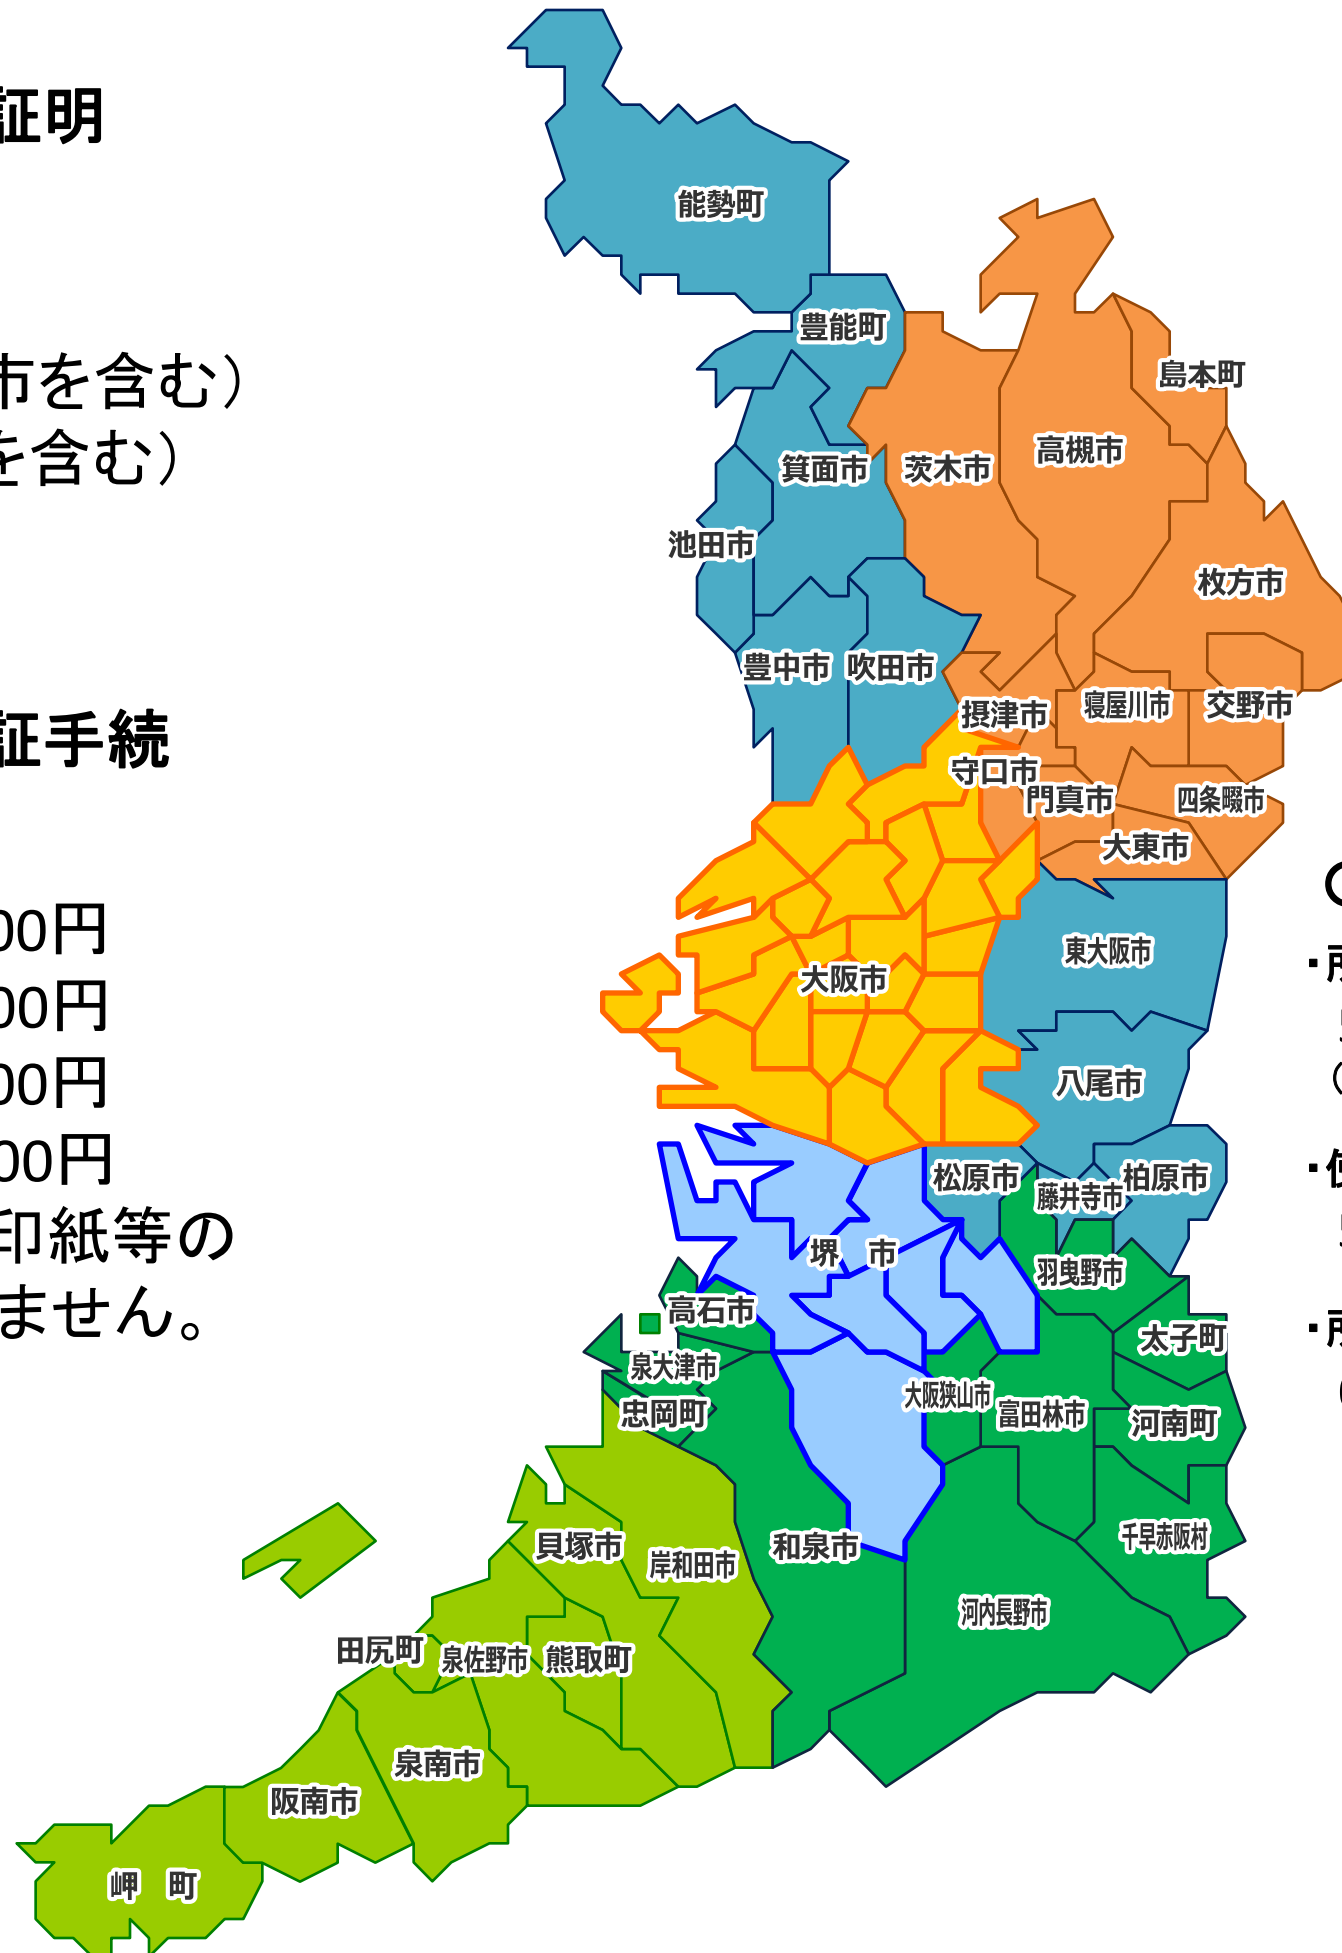 証明
市を含む）
を含む）
証手続
00円
00円
00円
00円
印紙等の
ません。
能勢町
豊能町
島本町
高槻市
箕面市
茨木市
池田市
枚方市
豊中市
吹田市
摂津市
寝屋川市
交野市
守口市
門真市
四条畷市
大東市
東大阪市
大阪市
八尾市
松原市
藤井寺市
柏原市
堺　市
羽曳野市
高石市
太子町
泉大津市
大阪狭山市
富田林市
忠岡町
河南町
千早赤阪村
貝塚市
岸和田市
和泉市
河内長野市
田尻町
泉佐野市
熊取町
泉南市
阪南市
岬　町